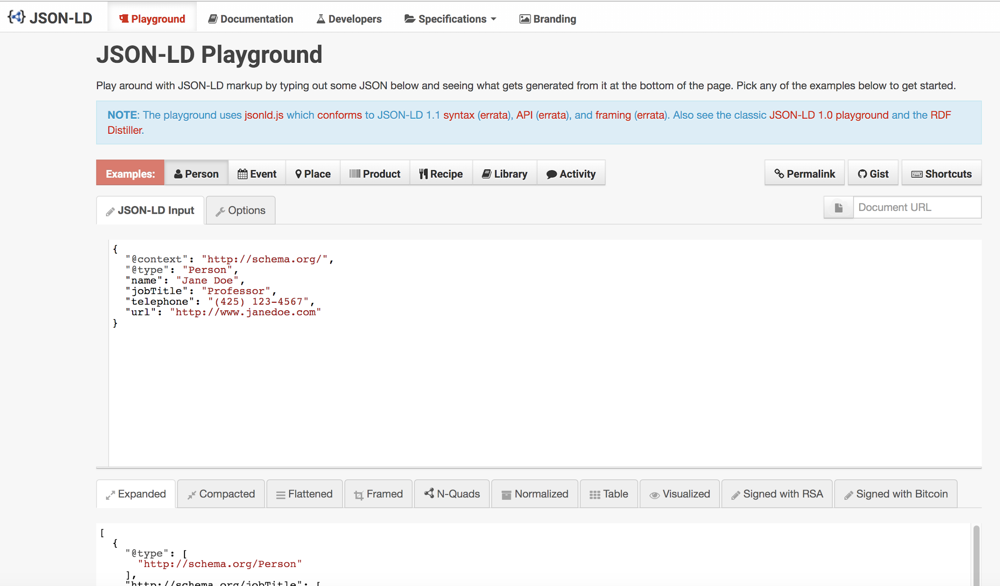 JSON-LD Playground Documentation Developers Specifications Branding
JSON-LD Playground
Play around with JSON-LD markup by typing out some JSON below and seeing what gets generated from it at the bottom of the page. Pick any of the examples below to get started.
NOTE: The playground uses jsonld.js which conforms to JSON-LD 1.1 syntax (errata), API (errata), and framing (errata). Also see the classic JSON-LD 1.0 playground and the RDF
Distiller.
Examples: Person Event Place Product Recipe Library Activity Permalink Gist Shortcuts
JSON-LD Input Options Document URL
{
"@context": "http://schema.org/",
"@type": "Person",
"name": "Jane Doe",
"jobTitle": "Professor",
"telephone": "(425) 123-4567",
"url": "http://www.janedoe.com"
}
Expanded Compacted Flattened Framed N-Quads Normalized Table Visualized Signed with RSA Signed with Bitcoin
[
{
"@type": [
"http://schema.org/Person"
],
"http://schema.org/jobTitle": [